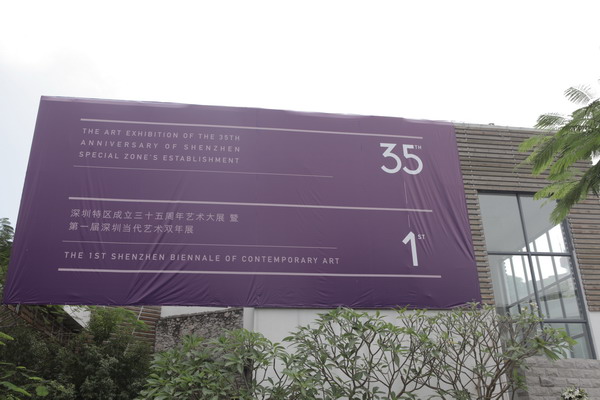 THE ART EXHIBITION OF THE 35TH
ANNIVERSARY OF SHENZHEN
SPECIAL ZONE'S ESTABLISHMENT
35TH
深圳特区成立三十五周年艺术大展 暨
第一届深圳当代艺术双年展
1ST
THE 1ST SHENZHEN BIENNALE OF CONTEMPORARY ART